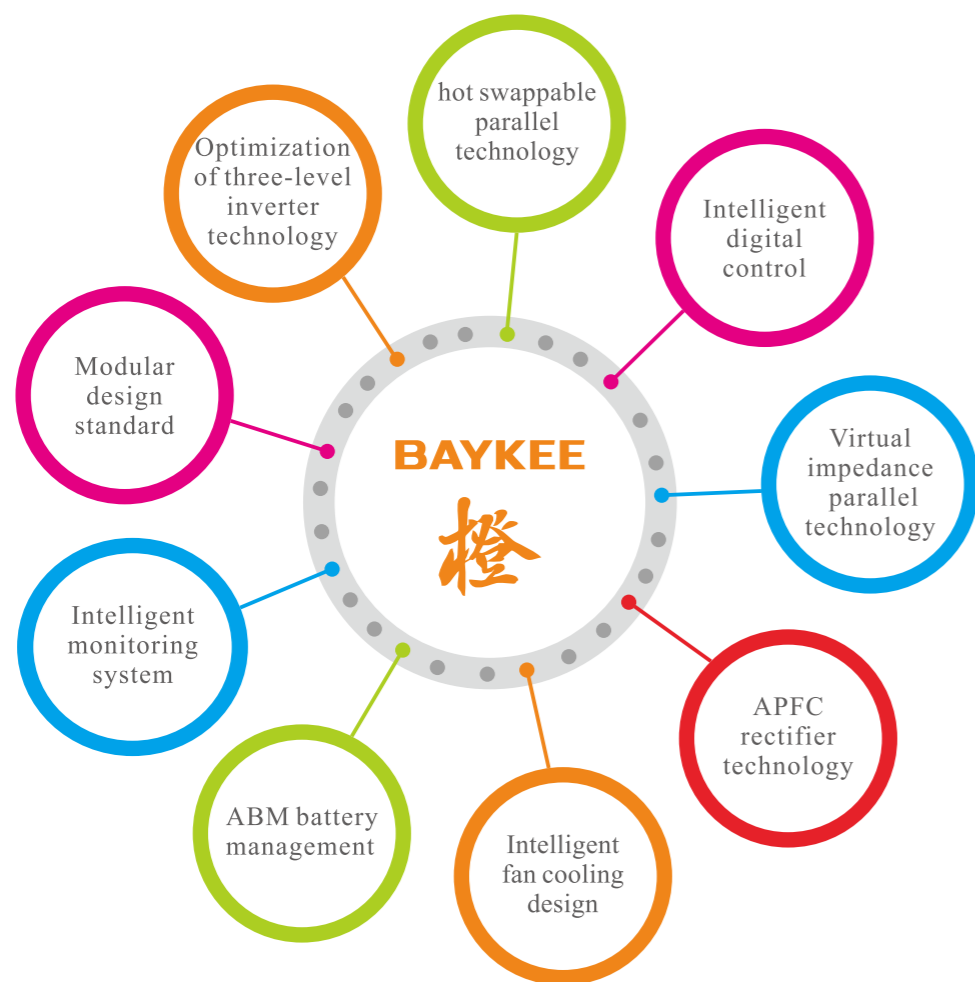 hot swappable
parallel
technology
Intelligent
digital
control
Virtual
impedance
parallel
technology
APFC
rectifier
technology
Intelligent
fan cooling
design
ABM battery
management
Intelligent
monitoring
system
Modular
design
standard
Optimization
of three-level
inverter
technology
BAYKEE
橙